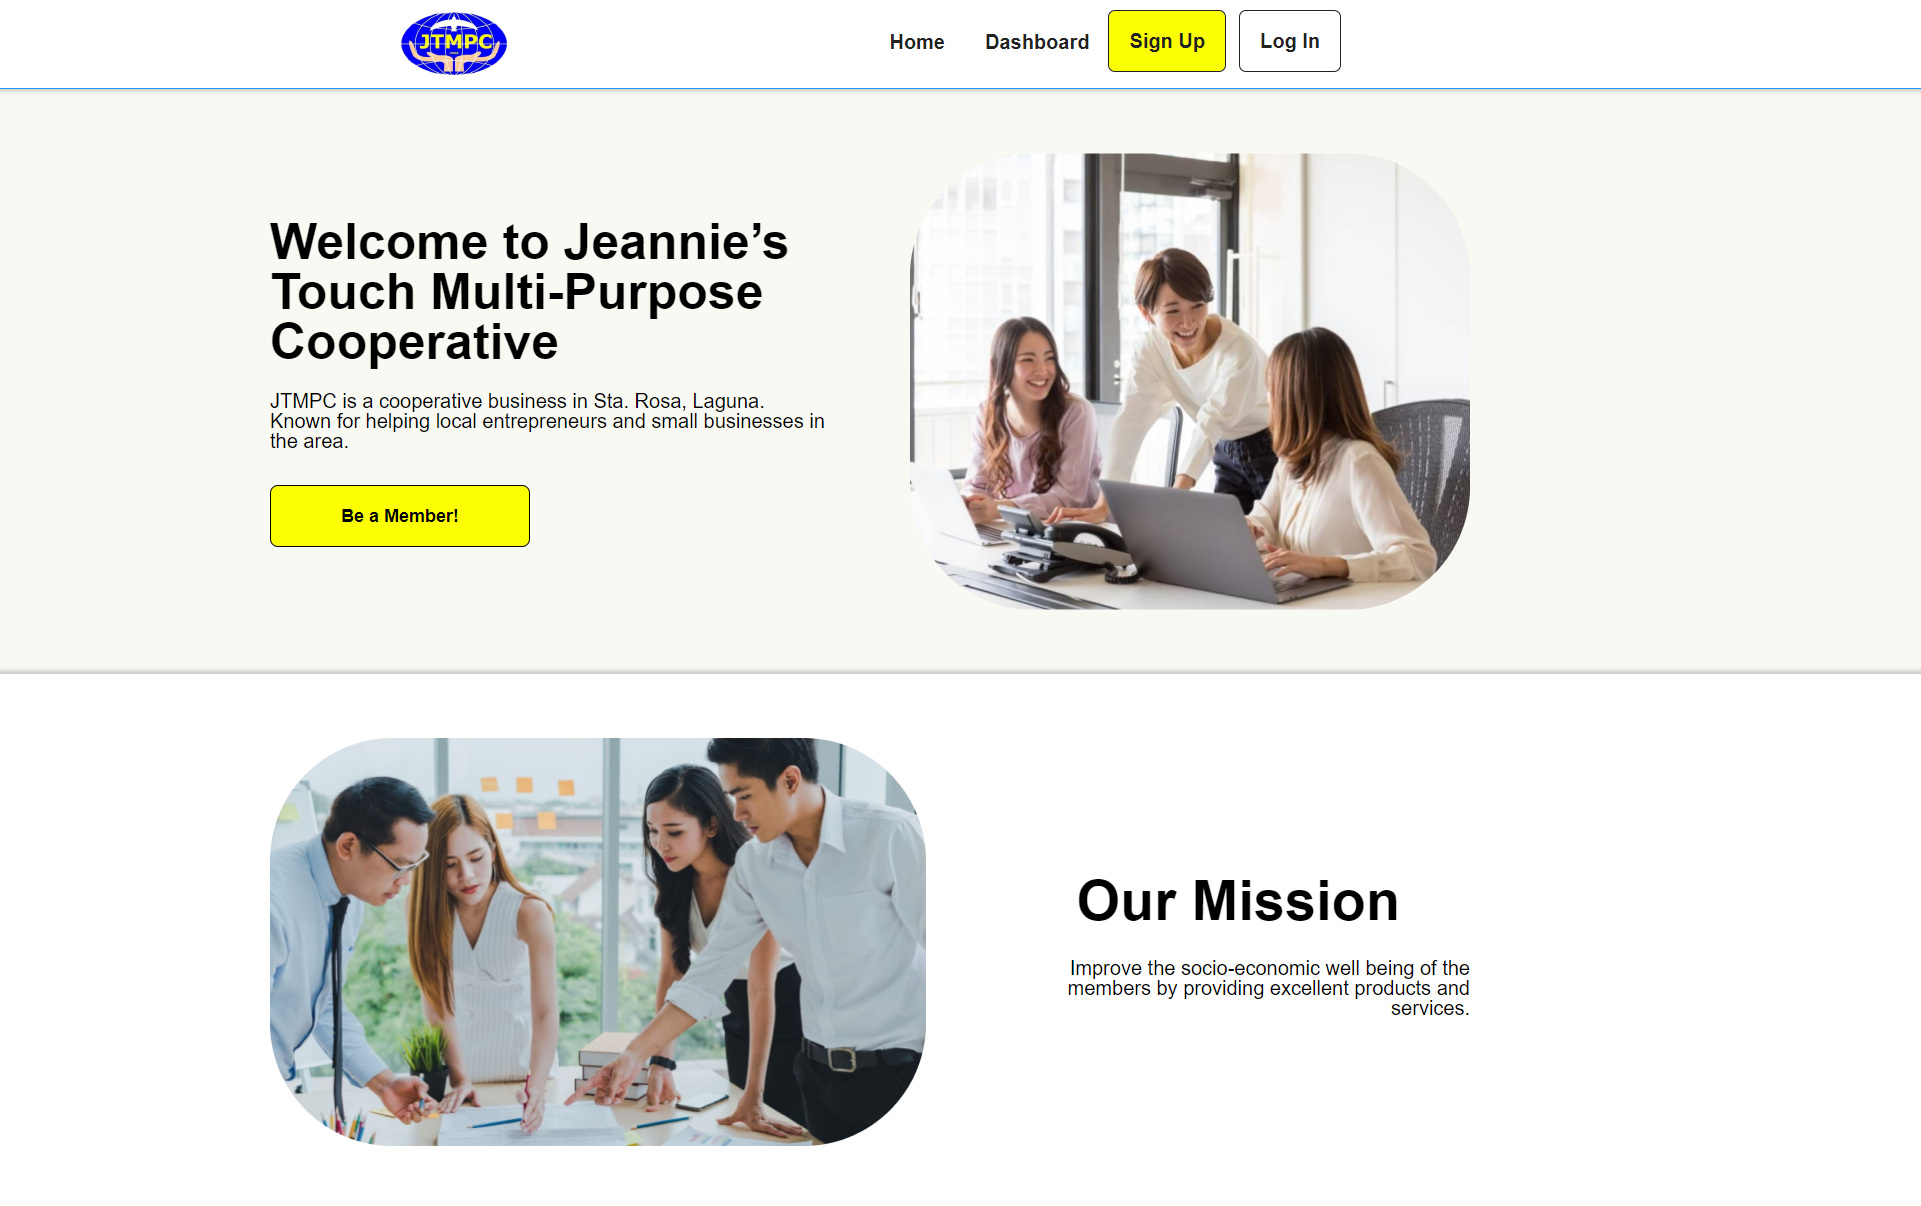 JTMPC
Home
Dashboard
Sign Up
Log In
Welcome to Jeannie’s
Touch Multi-Purpose
Cooperative
JTMPC is a cooperative business in Sta. Rosa, Laguna.
Known for helping local entrepreneurs and small businesses in
the area.
Be a Member!
Our Mission
Improve the socio-economic well being of the
members by providing excellent products and
services.